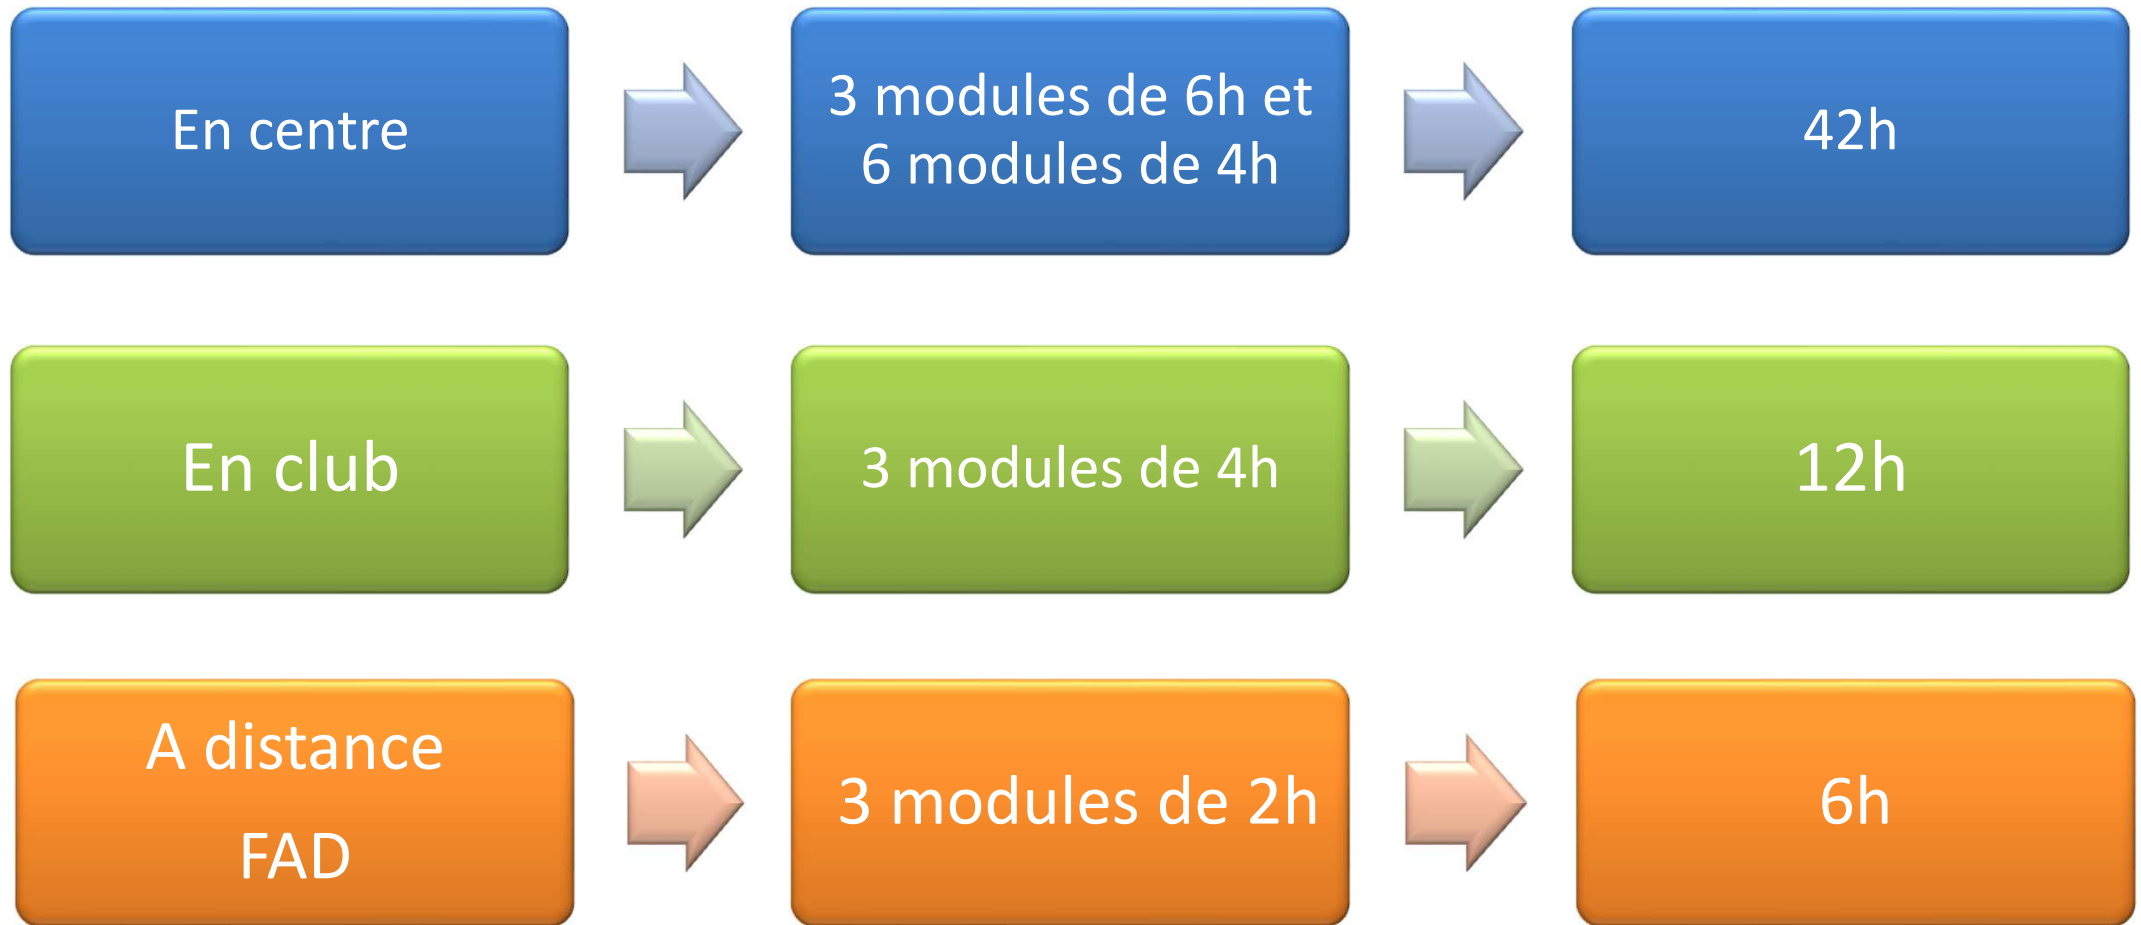 En centre
3 modules de 6h et
6 modules de 4h
42h
En club
3 modules de 4h
12h
A distance
FAD
3 modules de 2h
6h